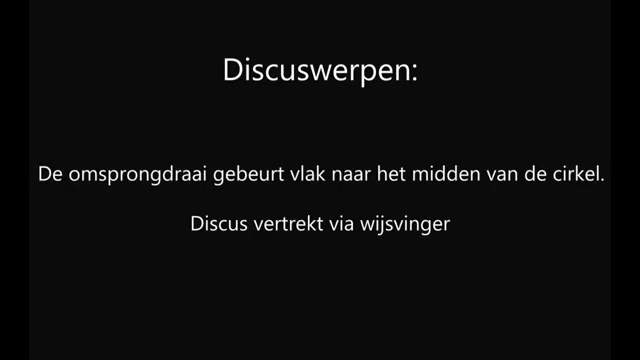 Discuswerpen:
De omsprongdraai gebeurt vlak naar het midden van de cirkel.
Discus vertrekt via wijsvinger